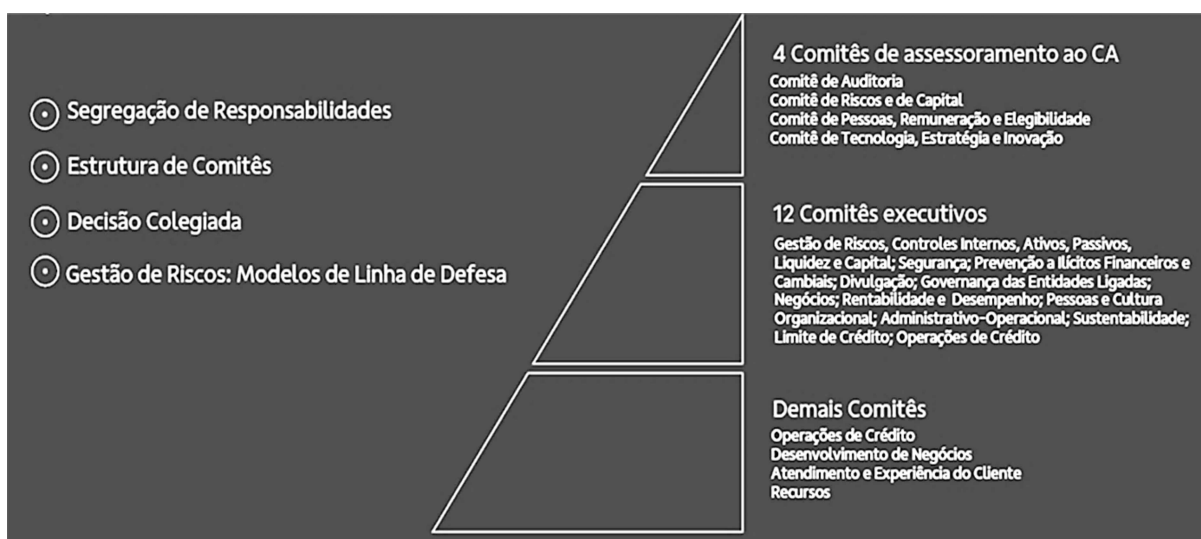 Segregação de Responsabilidades
Estrutura de Comitês
Decisão Colegiada
Gestão de Riscos: Modelos de Linha de Defesa
4 Comitês de assessoramento ao CA
Comitê de Auditoria
Comitê de Riscos e de Capital
Comitê de Pessoas, Remuneração e Elegibilidade
Comitê de Tecnologia, Estratégia e Inovação
12 Comitês executivos
Gestão de Riscos, Controles Internos, Ativos, Passivos,
Liquidez e Capital; Segurança; Prevenção a Ilícitos Financeiros e
Cambiais; Divulgação; Governança das Entidades Ligadas;
Negócios; Rentabilidade e Desempenho; Pessoas e Cultura
Organizacional; Administrativo-Operacional; Sustentabilidade;
Limite de Crédito; Operações de Crédito
Demais Comitês
Operações de Crédito
Desenvolvimento de Negócios
Atendimento e Experiência do Cliente
Recursos